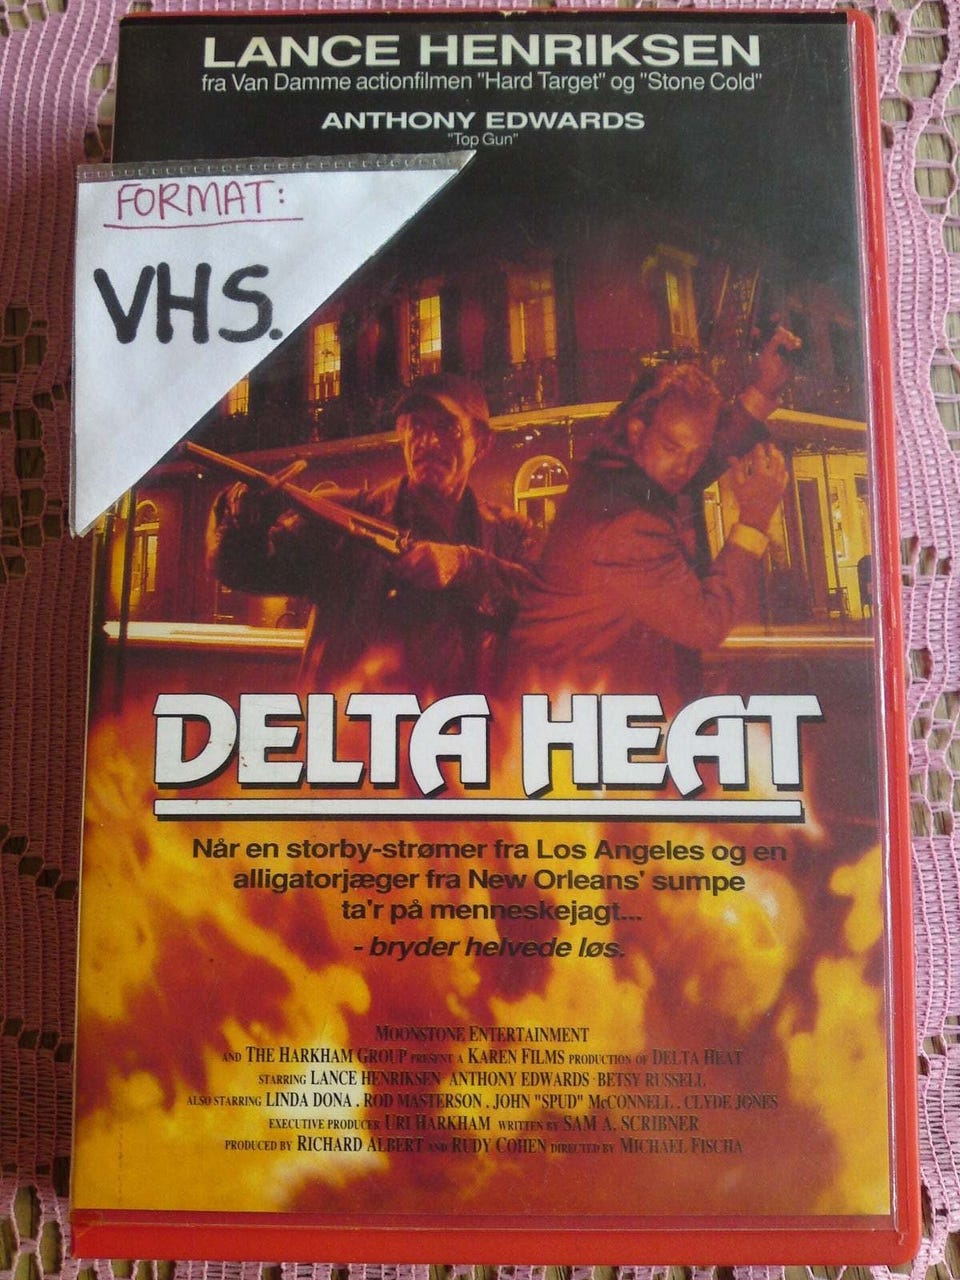 LANCE HENRIKSEN
fra Van Damme actionfilmen "Hard Target" og "Stone Cold"
ANTHONY EDWARDS
"Top Gun"
FORMAT:
VHS.
DELTA HEAT
Når en storby-strømer fra Los Angeles og en
alligatorjæger fra New Orleans' sumpe
ta'r på menneskejagt...
- bryder helvede løs.
MOONSTONE ENTERTAINMENT
AND THE HARKHAM GROUP PRESENT A KAREN FILMS PRODUCTION OF DELTA HEAT
STARRING LANCE HENRIKSEN · ANTHONY EDWARDS · BETSY RUSSELL
ALSO STARRING LINDA DONA . ROD MASTERSON . JOHN "SPUD" McCONNELL . CLYDE JONES
EXECUTIVE PRODUCER URI HARKHAM WRITTEN BY SAM A. SCRIBNER
PRODUCED BY RICHARD ALBERT AND RUDY COHEN DIRECTED BY MICHAEL FISCHA